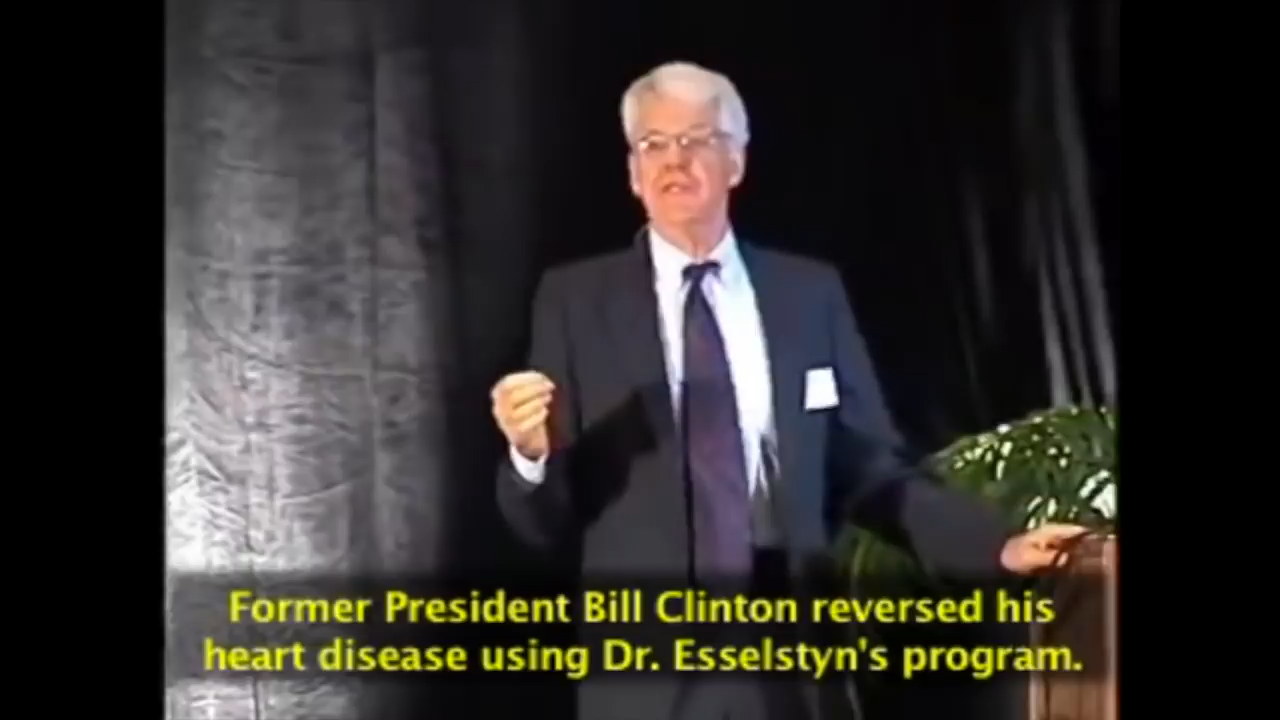 Former President Bill Clinton reversed his
heart disease using Dr. Esselstyn's program.